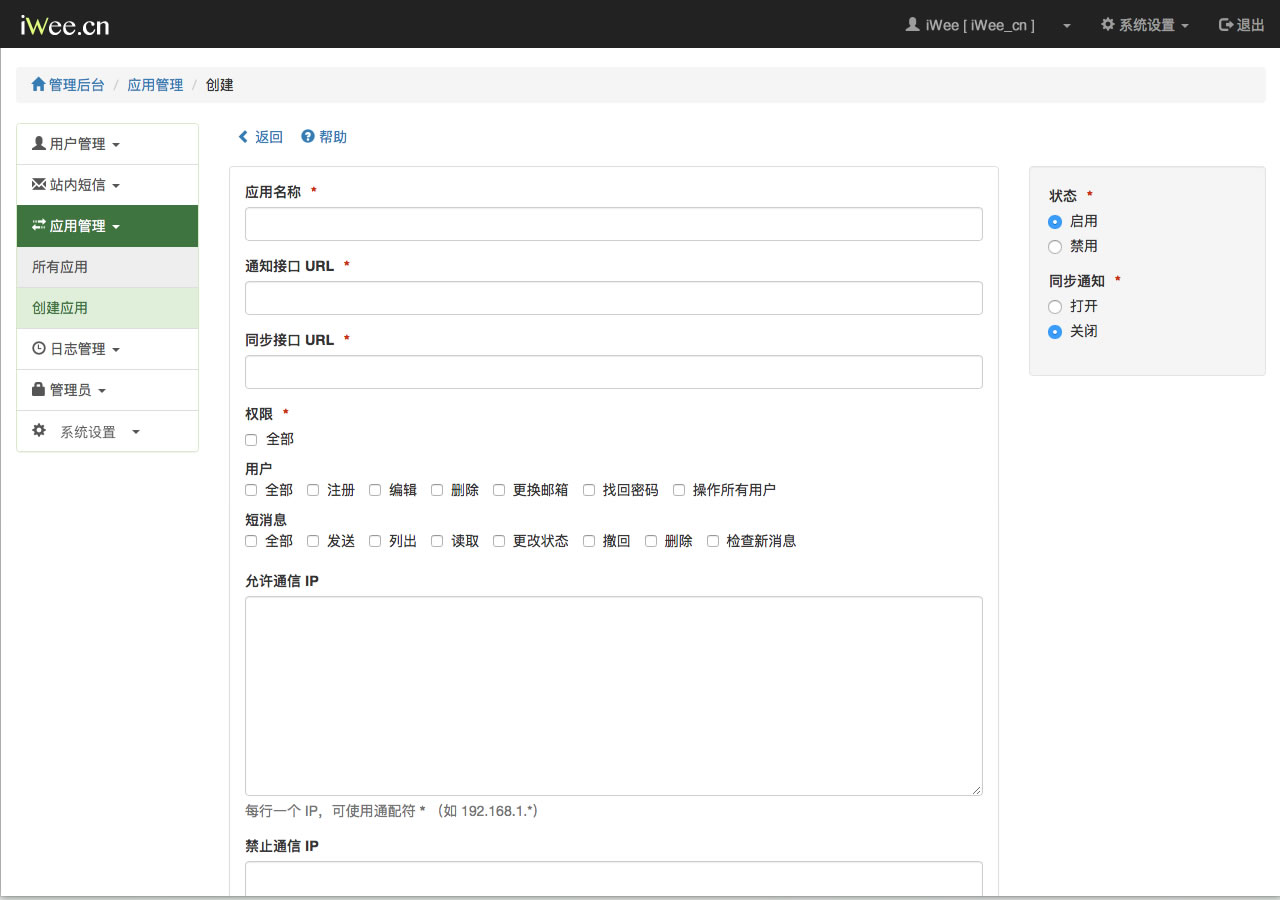 iWee.cn
iWee [ iWee_cn ] 系统设置 退出
管理后台 / 应用管理 / 创建
用户管理
站内短信
应用管理
所有应用
创建应用
日志管理
管理员
系统设置
返回 帮助
应用名称 *
通知接口 URL *
同步接口 URL *
权限 *
全部
用户
全部 注册 编辑 删除 更换邮箱 找回密码 操作所有用户
短消息
全部 发送 列出 读取 更改状态 撤回 删除 检查新消息
允许通信 IP
每行一个 IP，可使用通配符 * （如 192.168.1.*）
禁止通信 IP
状态 *
启用
禁用
同步通知 *
打开
关闭